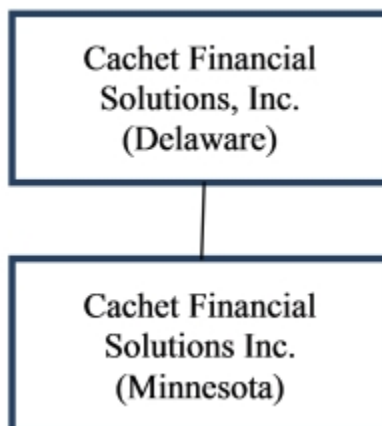 Cachet Financial
Solutions, Inc.
(Delaware)
Cachet Financial
Solutions Inc.
(Minnesota)